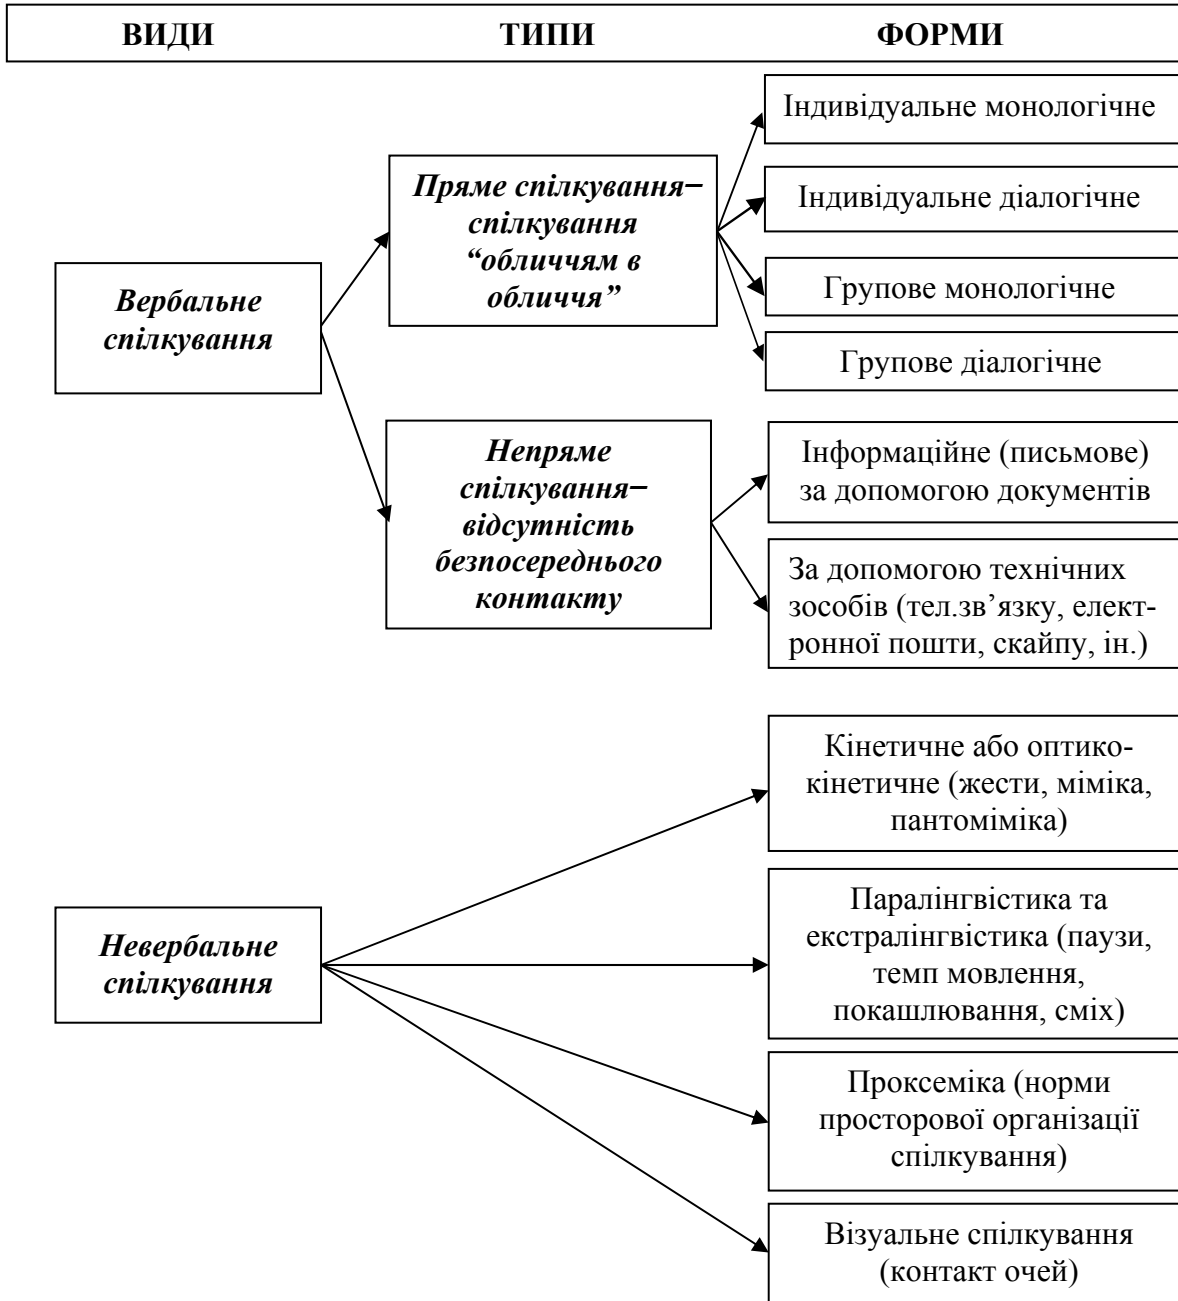 ВИДИ ТИПИ ФОРМИ
Вербальне
спілкування
Пряме спілкування–
спілкування
“обличчям в
обличчя”
Індивідуальне монологічне
Індивідуальне діалогічне
Групове монологічне
Групове діалогічне
Непряме
спілкування–
відсутність
безпосереднього
контакту
Інформаційне (письмове)
за допомогою документів
За допомогою технічних
зособів (тел.зв’язку, елект-
ронної пошти, скайпу, ін.)
Невербальне
спілкування
Кінетичне або оптико-
кінетичне (жести, міміка,
пантоміміка)
Паралінгвістика та
екстралінгвістика (паузи,
темп мовлення,
покашлювання, сміх)
Проксеміка (норми
просторової організації
спілкування)
Візуальне спілкування
(контакт очей)